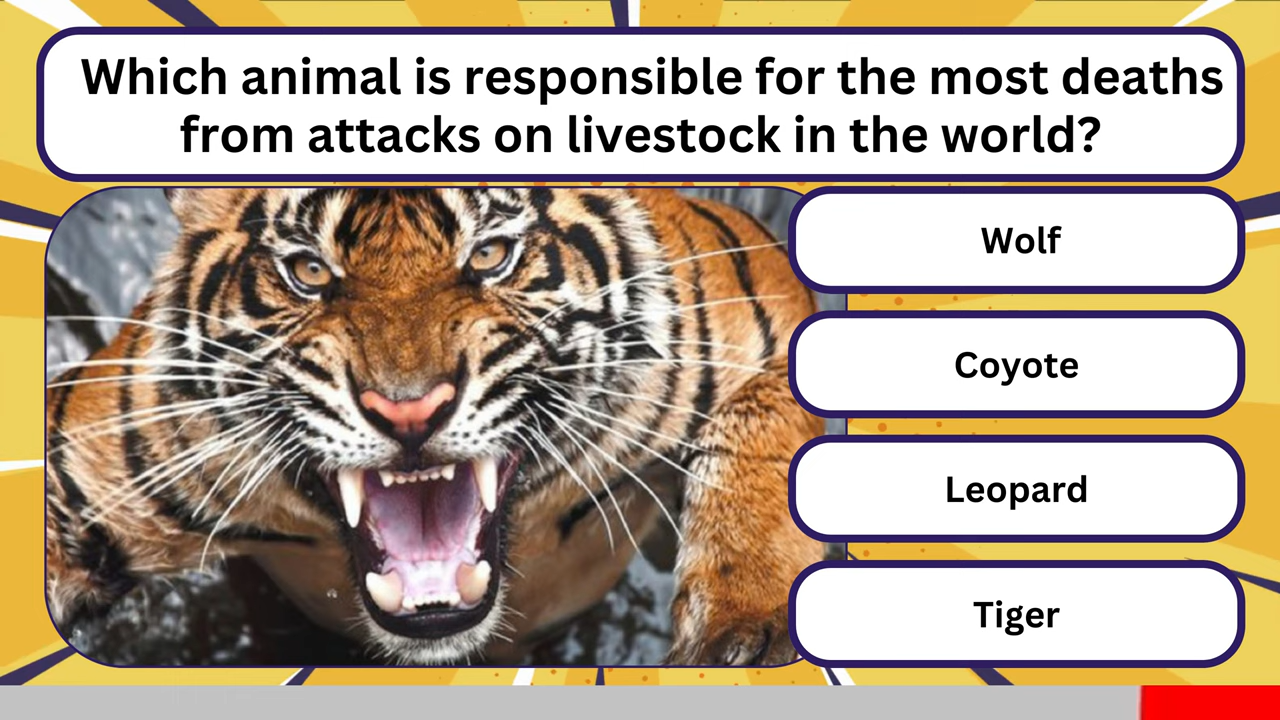 Which animal is responsible for the most deaths
from attacks on livestock in the world?
Wolf
Coyote
Leopard
Tiger